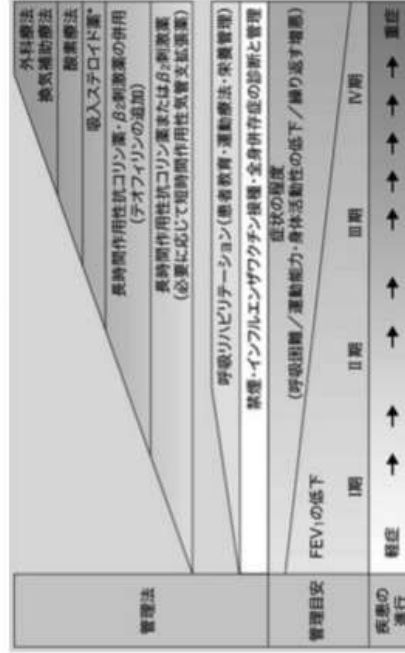 管理法
外科療法
換気補助療法
酸素療法
吸入ステロイド薬*
長時間作用性抗コリン薬・β₂刺激薬の併用
(テオフィリンの追加)
長時間作用性抗コリン薬またはβ₂刺激薬
(必要に応じて短時間作用性気管支拡張薬)
呼吸リハビリテーション(患者教育・運動療法・栄養管理)
禁煙・インフルエンザワクチン接種・全身併存症の診断と管理
管理目安
症状の程度
(呼吸困難/運動能力・身体活動性の低下/繰り返す増悪)
FEV₁の低下
I期 II期 III期 IV期
疾患の
進行
軽症 → → → → → → → → 重症